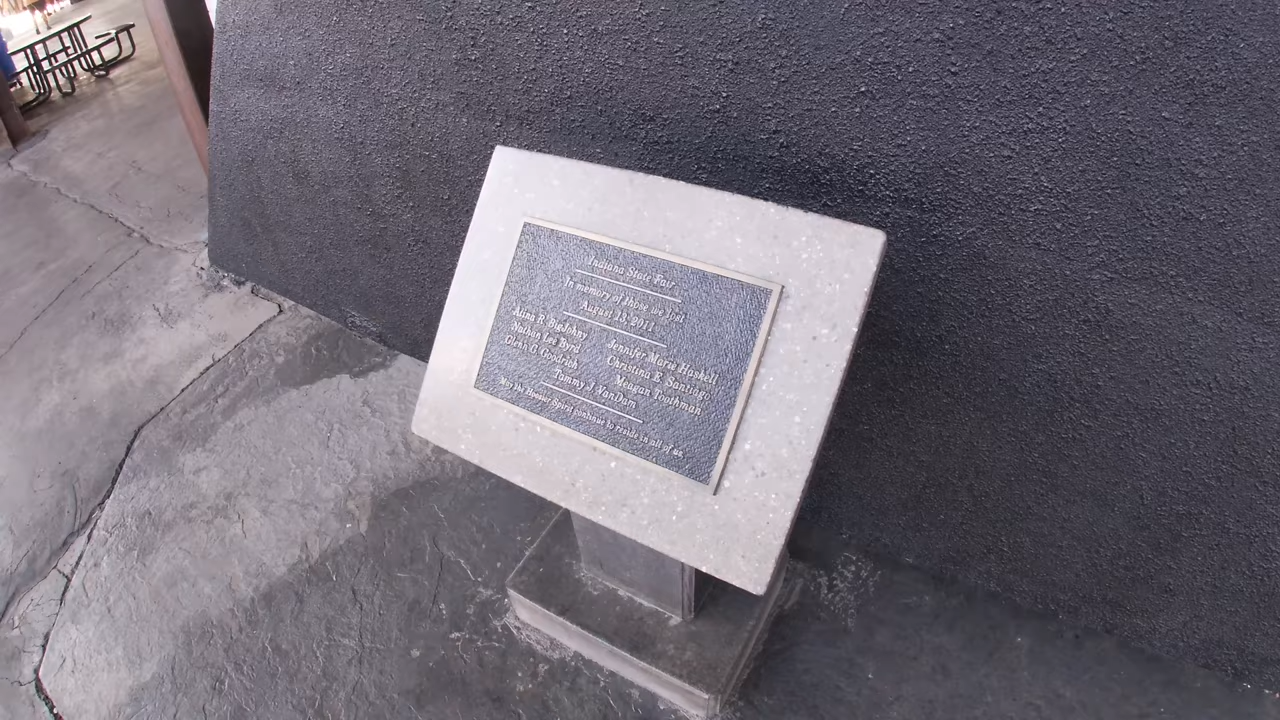 Indiana State Fair
In memory of those we lost
August 13, 2011
Alina R. BigJohny
Nathan Lee Byrd
Glenn G. Goodrich
Jennifer Marie Haskell
Christina E. Santiago
Meagan Toothman
Tammy J. VanDam
May the Hoosier Spirit continue to reside in all of us.